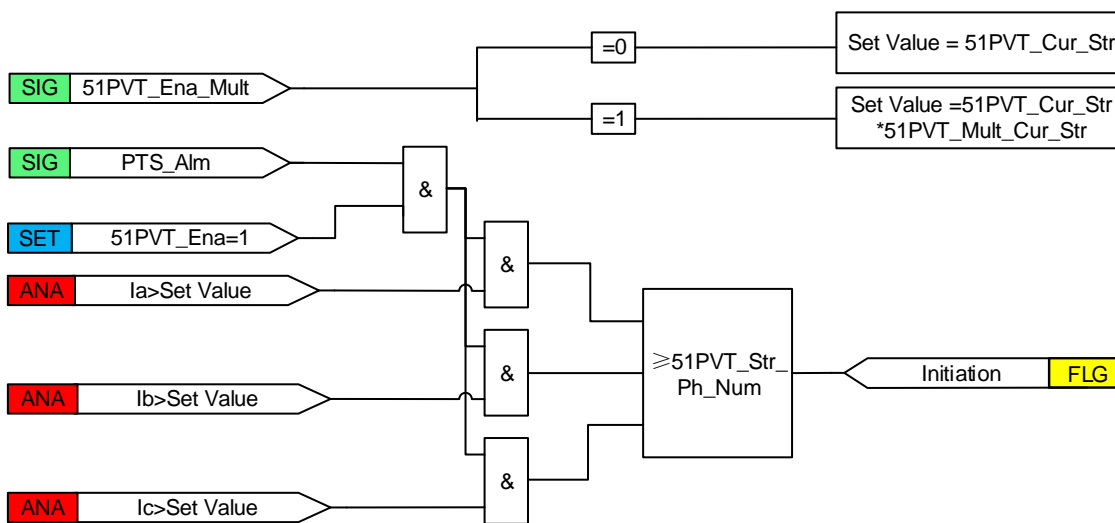 =0
Set Value = 51PVT_Cur_Str
SIG 51PVT_Ena_Mult
=1
Set Value =51PVT_Cur_Str
*51PVT_Mult_Cur_Str
SIG PTS_Alm
&
SET 51PVT_Ena=1
&
ANA Ia>Set Value
≥51PVT_Str_
Ph_Num
&
Initiation FLG
ANA Ib>Set Value
&
ANA Ic>Set Value